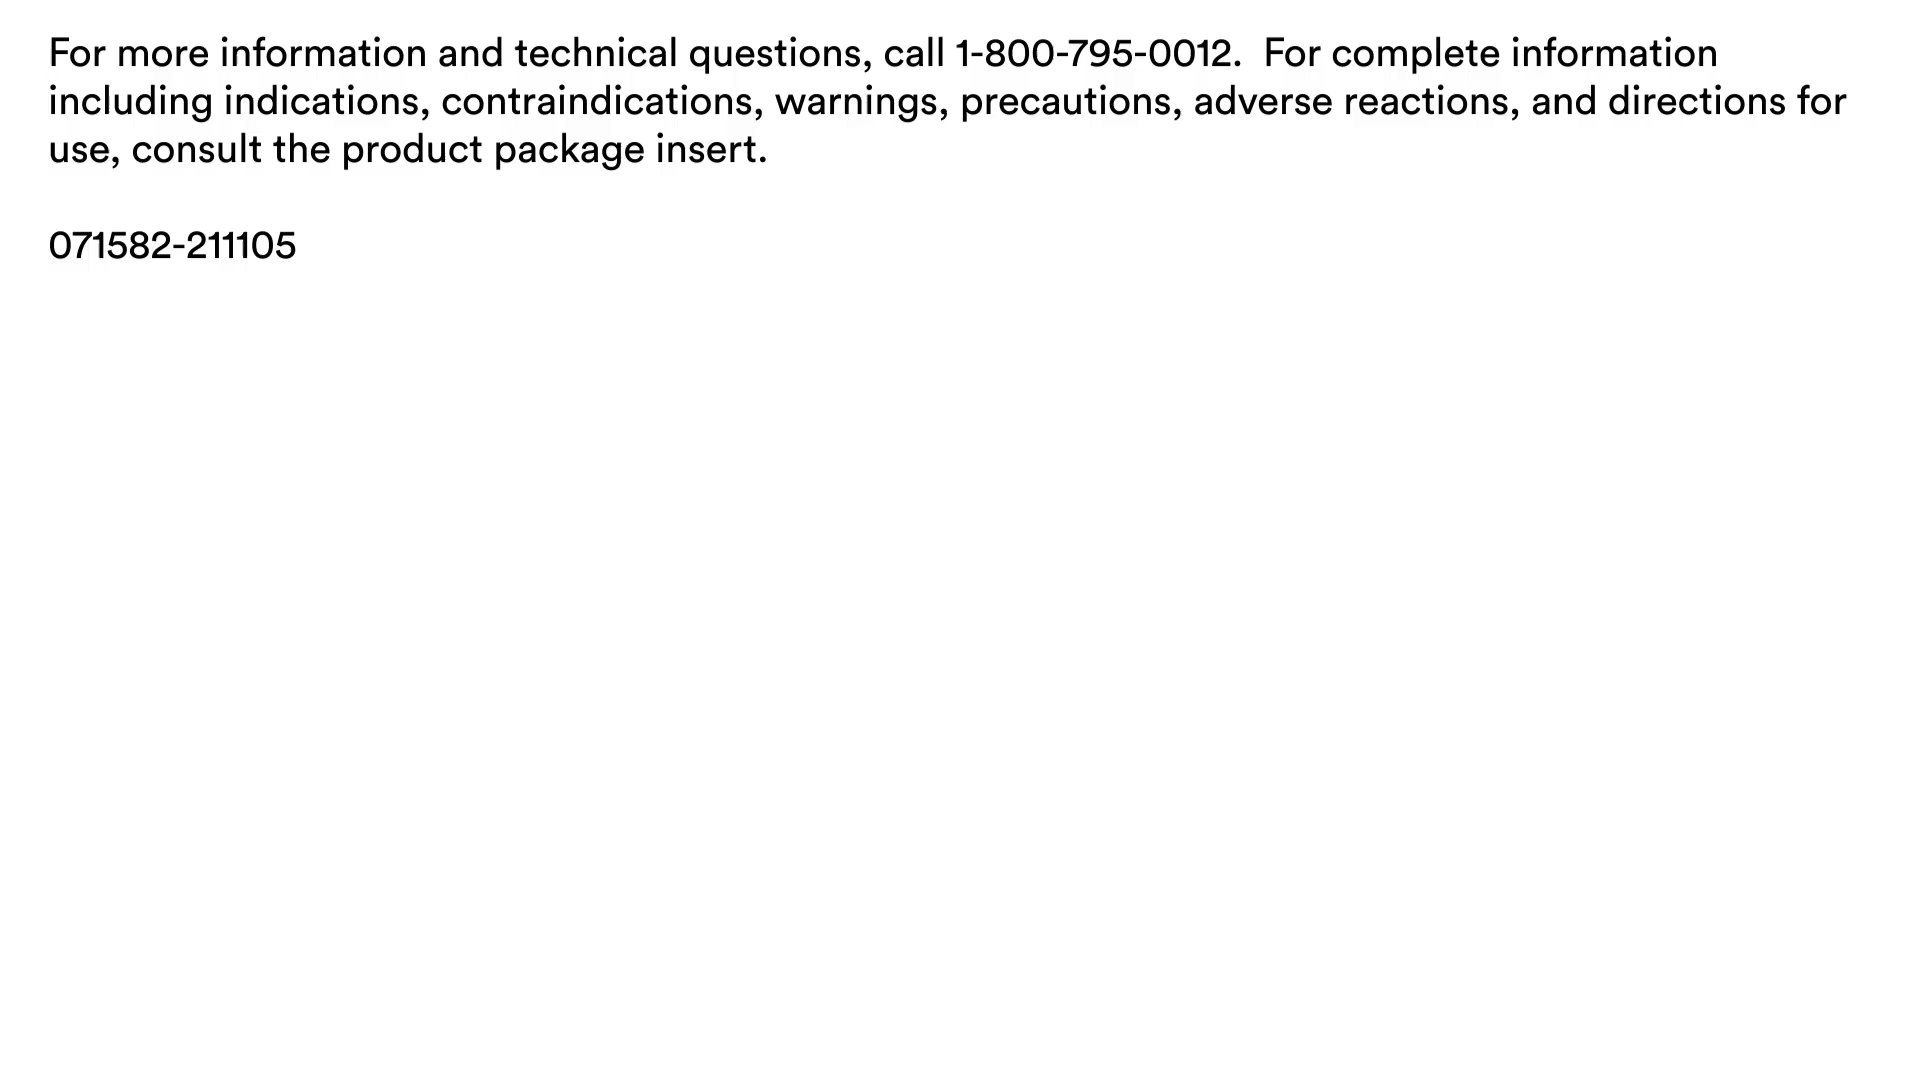 For more information and technical questions, call 1-800-795-0012.  For complete information
including indications, contraindications, warnings, precautions, adverse reactions, and directions for
use, consult the product package insert.
071582-211105